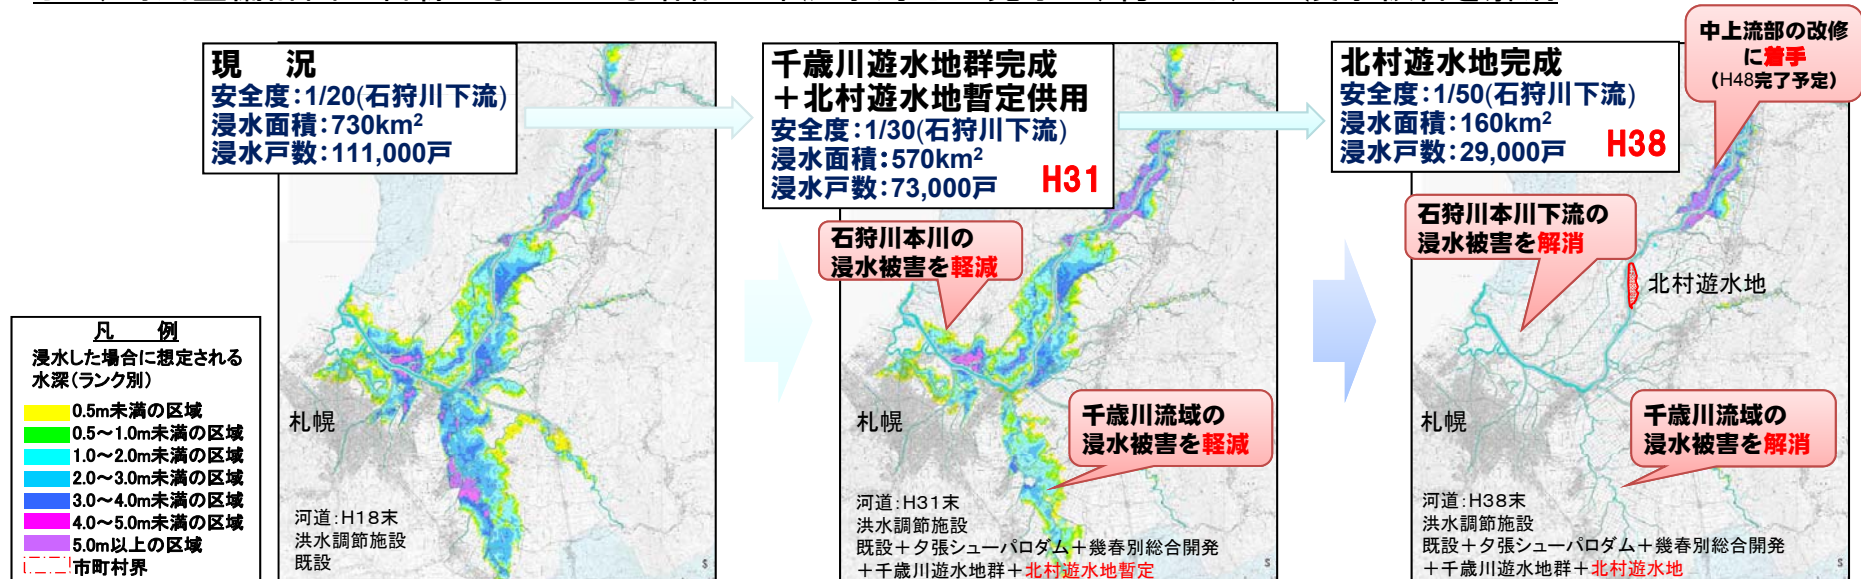 現　況
安全度：1/20(石狩川下流)
浸水面積：730km²
浸水戸数：111,000戸
千歳川遊水地群完成
＋北村遊水地暫定供用
安全度：1/30(石狩川下流)
浸水面積：570km²
浸水戸数：73,000戸
H31
北村遊水地完成
安全度：1/50(石狩川下流)
浸水面積：160km²
浸水戸数：29,000戸
H38
中上流部の改修
に着手
（H48完了予定）
石狩川本川の
浸水被害を軽減
石狩川本川下流の
浸水被害を解消
北村遊水地
凡　例
浸水した場合に想定される
水深（ランク別）
0.5m未満の区域
0.5～1.0m未満の区域
1.0～2.0m未満の区域
2.0～3.0m未満の区域
3.0～4.0m未満の区域
4.0～5.0m未満の区域
5.0m以上の区域
市町村界
札幌
河道：H18末
洪水調節施設
既設
千歳川流域の
浸水被害を軽減
河道：H31末
洪水調節施設
既設＋夕張シューパロダム＋幾春別総合開発
＋千歳川遊水地群＋北村遊水地暫定
札幌
千歳川流域の
浸水被害を解消
河道：H38末
洪水調節施設
既設＋夕張シューパロダム＋幾春別総合開発
＋千歳川遊水地群＋北村遊水地